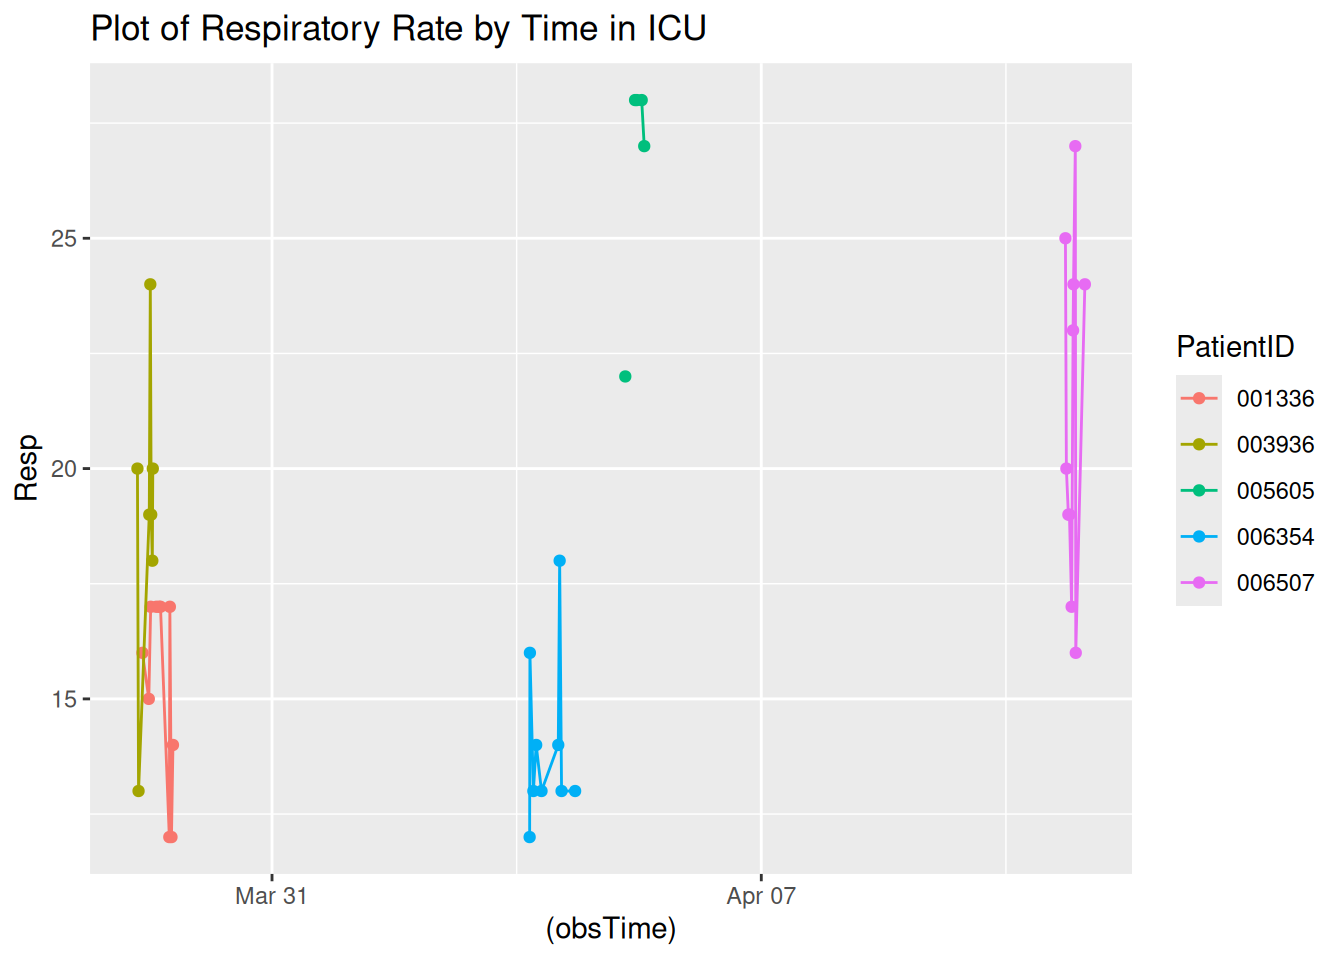 Plot of Respiratory Rate by Time in ICU
Resp
25
20
15
Mar 31
Apr 07
(obsTime)
PatientID
001336
003936
005605
006354
006507